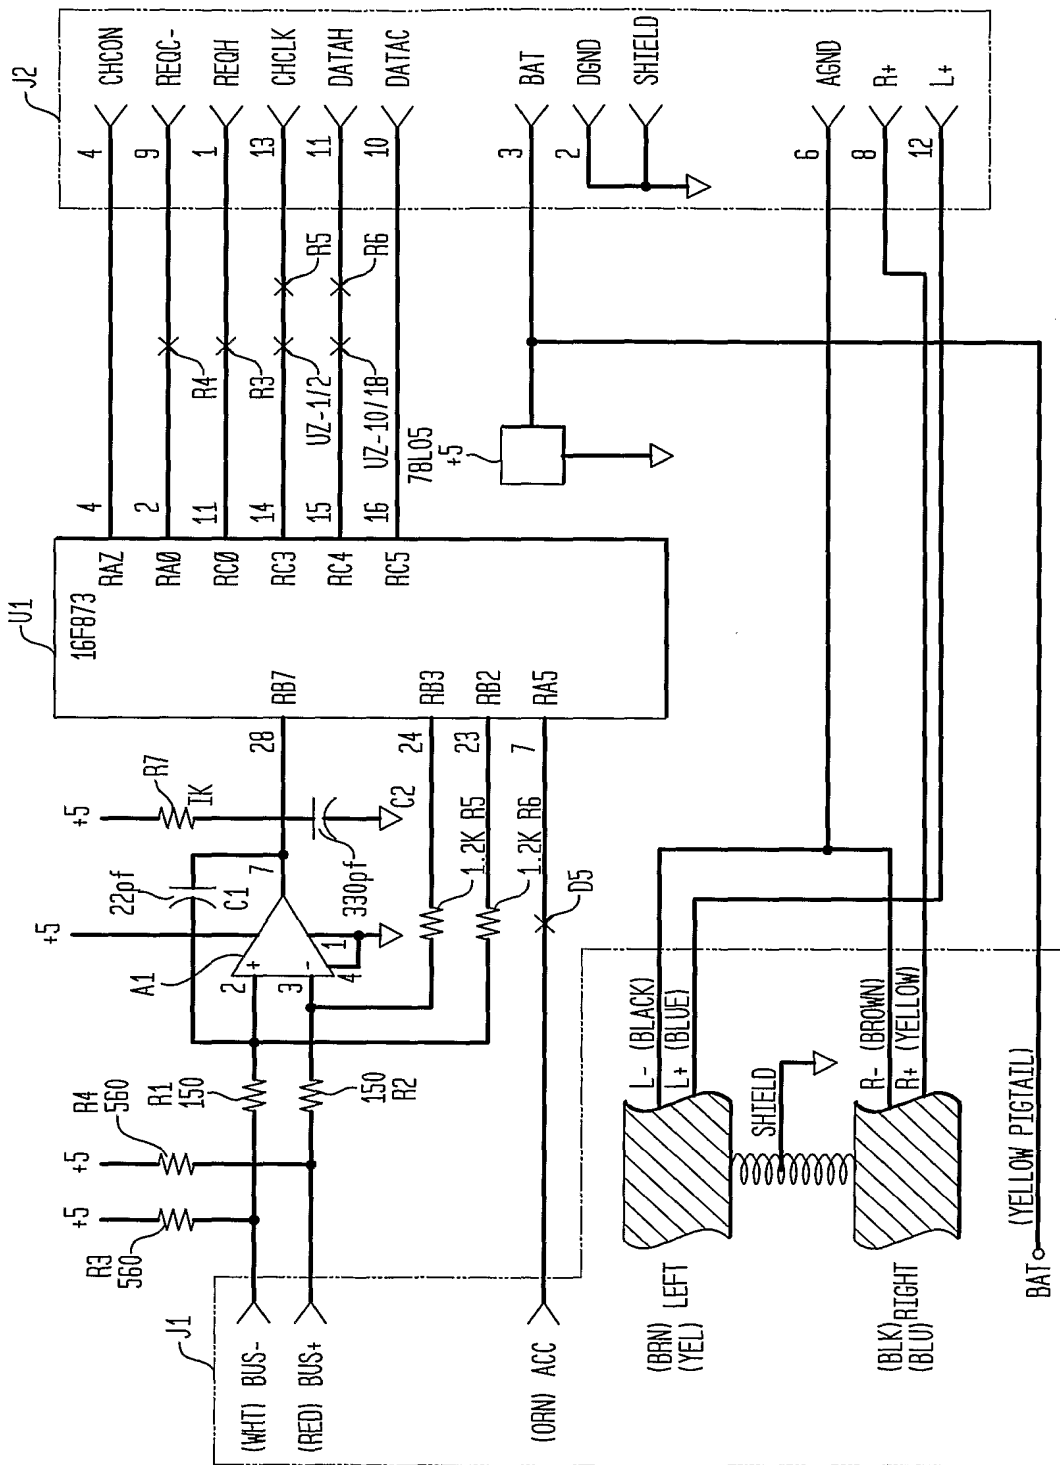 J1
(WHT) BUS-
(RED) BUS+
(ORN) ACC
R3
560
+5
R4
560
+5
R1
150
150
R2
A1
+5
2
+
3
-
4
1
7
22pf
C1
+5
R7
1K
330pf
C2
1.2K R5
1.2K R6
D5
28
24
23
7
U1
16F873
RB7
RB3
RB2
RA5
RAZ
RAØ
RCØ
RC3
RC4
RC5
4
2
11
14
15
16
R4
R3
UZ-1/2
UZ-10/18
R5
R6
78L05
+5
J2
4
CHCON
9
REQC-
1
REQH
13
CHCLK
11
DATAH
10
DATAC
3
BAT
2
DGND
SHIELD
6
AGND
8
R+
12
L+
(BRN)
(YEL)
LEFT
L- (BLACK)
L+ (BLUE)
SHIELD
(BLK)
(BLU)
RIGHT
R- (BROWN)
R+ (YELLOW)
BAT
(YELLOW PIGTAIL)